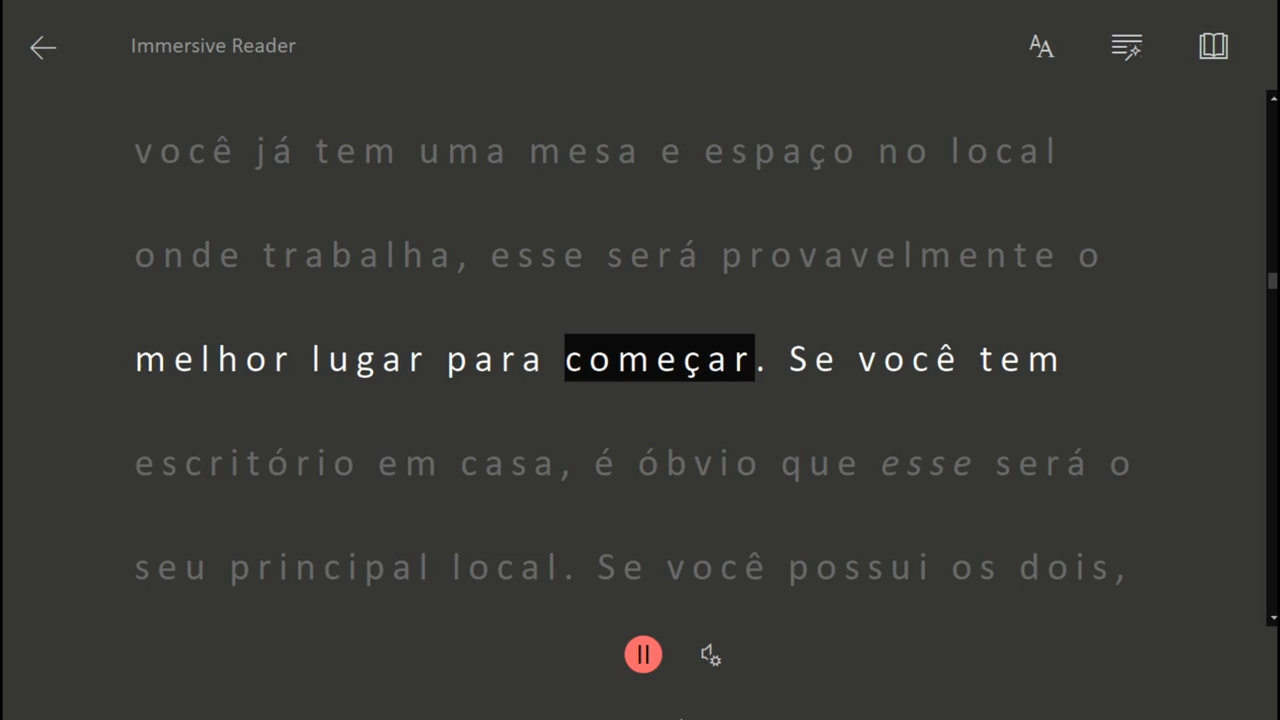 Immersive Reader
você já tem uma mesa e espaço no local
onde trabalha, esse será provavelmente o
melhor lugar para começar. Se você tem
escritório em casa, é óbvio que esse será o
seu principal local. Se você possui os dois,